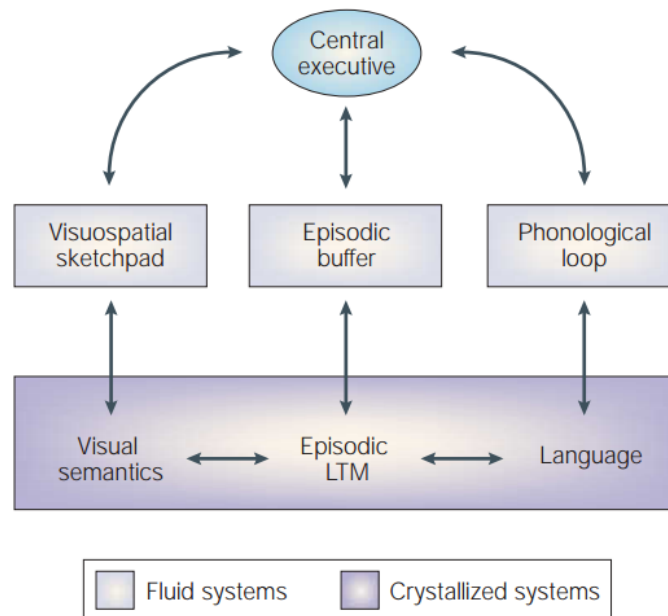 Central
executive
Visuospatial
sketchpad
Episodic
buffer
Phonological
loop
Visual
semantics
Episodic
LTM
Language
Fluid systems
Crystallized systems